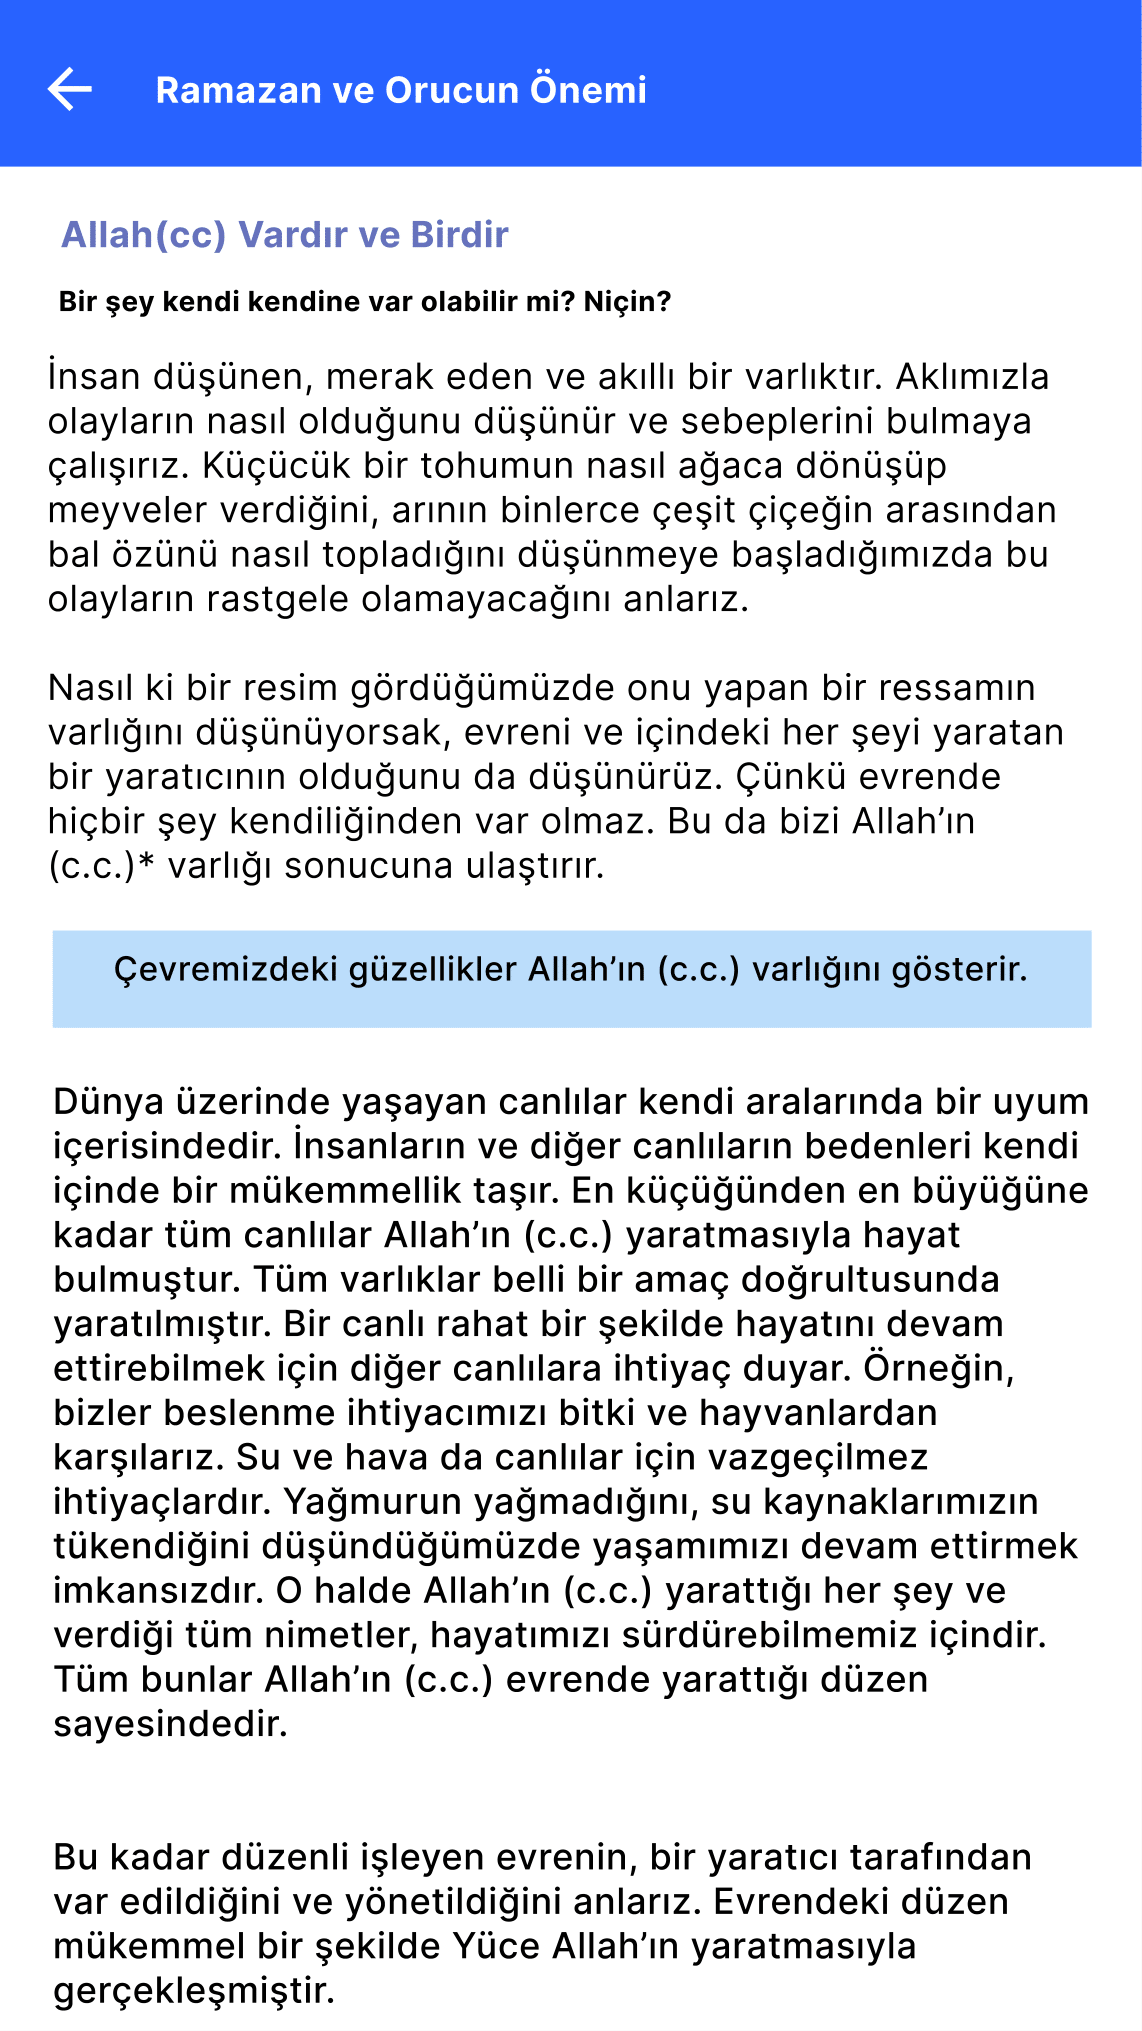 Ramazan ve Orucun Önemi
Allah(cc) Vardır ve Birdir
Bir şey kendi kendine var olabilir mi? Niçin?
İnsan düşünen, merak eden ve akıllı bir varlıktır. Aklımızla
olayların nasıl olduğunu düşünür ve sebeplerini bulmaya
çalışırız. Küçücük bir tohumun nasıl ağaca dönüşüp
meyveler verdiğini, arının binlerce çeşit çiçeğin arasından
bal özünü nasıl topladığını düşünmeye başladığımızda bu
olayların rastgele olamayacağını anlarız.
Nasıl ki bir resim gördüğümüzde onu yapan bir ressamın
varlığını düşünüyorsak, evreni ve içindeki her şeyi yaratan
bir yaratıcının olduğunu da düşünürüz. Çünkü evrende
hiçbir şey kendiliğinden var olmaz. Bu da bizi Allah’ın
(c.c.)* varlığı sonucuna ulaştırır.
Çevremizdeki güzellikler Allah’ın (c.c.) varlığını gösterir.
Dünya üzerinde yaşayan canlılar kendi aralarında bir uyum
içerisindedir. İnsanların ve diğer canlıların bedenleri kendi
içinde bir mükemmellik taşır. En küçüğünden en büyüğüne
kadar tüm canlılar Allah’ın (c.c.) yaratmasıyla hayat
bulmuştur. Tüm varlıklar belli bir amaç doğrultusunda
yaratılmıştır. Bir canlı rahat bir şekilde hayatını devam
ettirebilmek için diğer canlılara ihtiyaç duyar. Örneğin,
bizler beslenme ihtiyacımızı bitki ve hayvanlardan
karşılarız. Su ve hava da canlılar için vazgeçilmez
ihtiyaçlardır. Yağmurun yağmadığını, su kaynaklarımızın
tükendiğini düşündüğümüzde yaşamımızı devam ettirmek
imkansızdır. O halde Allah’ın (c.c.) yarattığı her şey ve
verdiği tüm nimetler, hayatımızı sürdürebilmemiz içindir.
Tüm bunlar Allah’ın (c.c.) evrende yarattığı düzen
sayesindedir.
Bu kadar düzenli işleyen evrenin, bir yaratıcı tarafından
var edildiğini ve yönetildiğini anlarız. Evrendeki düzen
mükemmel bir şekilde Yüce Allah’ın yaratmasıyla
gerçekleşmiştir.